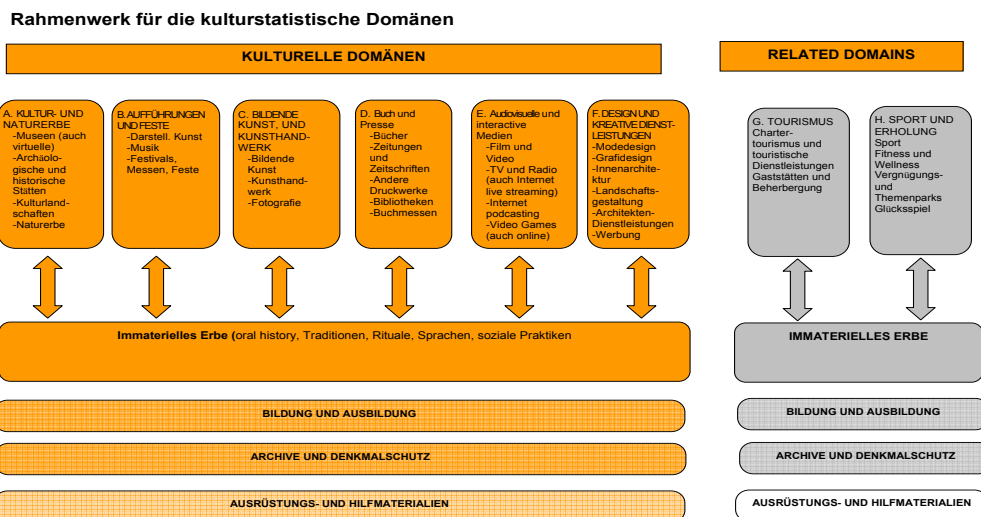 Rahmenwerk für die kulturstatistische Domänen
KULTURELLE DOMÄNEN
RELATED DOMAINS
A. KULTUR- UND
NATURERBE
-Museen (auch
virtuelle)
-Archäolo-
gische und
historische
Stätten
-Kulturland-
schaften
-Naturerbe
B. AUFFÜHRUNGEN
UND FESTE
-Darstell. Kunst
-Musik
-Festivals,
Messen, Feste
C. BILDENDE
KUNST, UND
KUNSTHAND-
WERK
-Bildende
Kunst
-Kunsthand-
werk
-Fotografie
D. Buch und
Presse
-Bücher
-Zeitungen
und
Zeitschriften
-Andere
Druckwerke
-Bibliotheken
-Buchmessen
E. Audiovisuelle und
interactive
Medien
-Film und
Video
-TV und Radio
(auch Internet
live streaming)
-Internet
podcasting
-Video Games
(auch online)
F. DESIGN UND
KREATIVE DIENST-
LEISTUNGEN
-Modedesign
-Grafidesign
-Innenarchite-
ktur
-Landschafts-
gestaltung
-Architekten-
Dienstleistungen
-Werbung
G. TOURISMUS
Charter-
tourismus und
touristische
Dienstleistungen
Gaststätten und
Beherbergung
H. SPORT UND
ERHOLUNG
Sport
Fitness und
Wellness
Vergnügungs-
und
Themenparks
Glücksspiel
Immaterielles Erbe (oral history, Traditionen, Rituale, Sprachen, soziale Praktiken
IMMATERIELLES ERBE
BILDUNG UND AUSBILDUNG
BILDUNG UND AUSBILDUNG
ARCHIVE UND DENKMALSCHUTZ
ARCHIVE UND DENKMALSCHUTZ
AUSRÜSTUNGS- UND HILFMATERIALIEN
AUSRÜSTUNGS- UND HILFMATERIALIEN